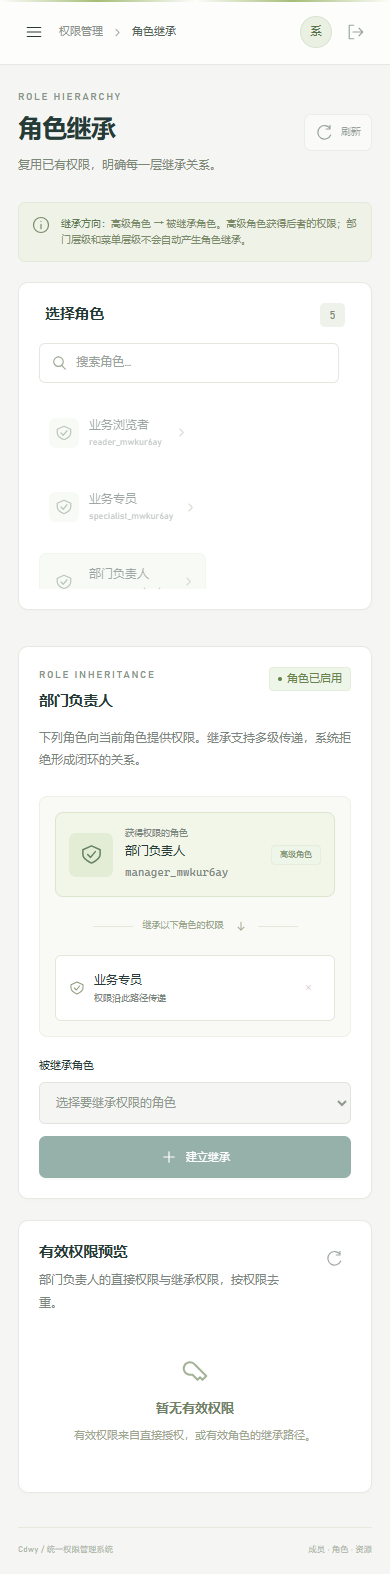 权限管理 > 角色继承 系
ROLE HIERARCHY
角色继承
刷新
复用已有权限，明确每一层继承关系。
继承方向：高级角色 → 被继承角色。高级角色获得后者的权限；部
门层级和菜单层级不会自动产生角色继承。
选择角色 5
搜索角色...
业务浏览者
reader_mwkur6ay
业务专员
specialist_mwkur6ay
部门负责人
ROLE INHERITANCE
角色已启用
部门负责人
下列角色向当前角色提供权限。继承支持多级传递，系统拒
绝形成闭环的关系。
获得权限的角色
部门负责人
manager_mwkur6ay
高级角色
继承以下角色的权限 ↓
业务专员
权限沿此路径传递
×
被继承角色
选择要继承权限的角色
+ 建立继承
有效权限预览
部门负责人的直接权限与继承权限，按权限去
重。
暂无有效权限
有效权限来自直接授权，或有效角色的继承路径。
Cdwy / 统一权限管理系统 成员 · 角色 · 资源